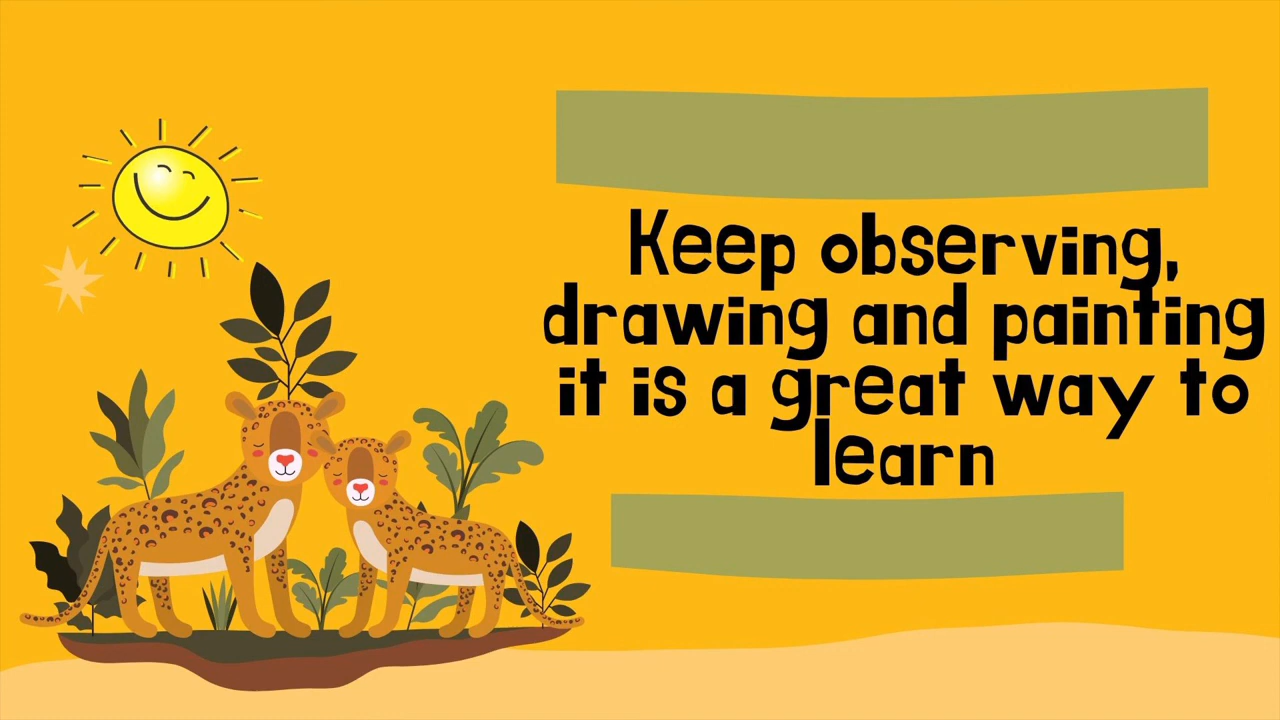 Keep observing,
drawing and painting
it is a great way to
learn